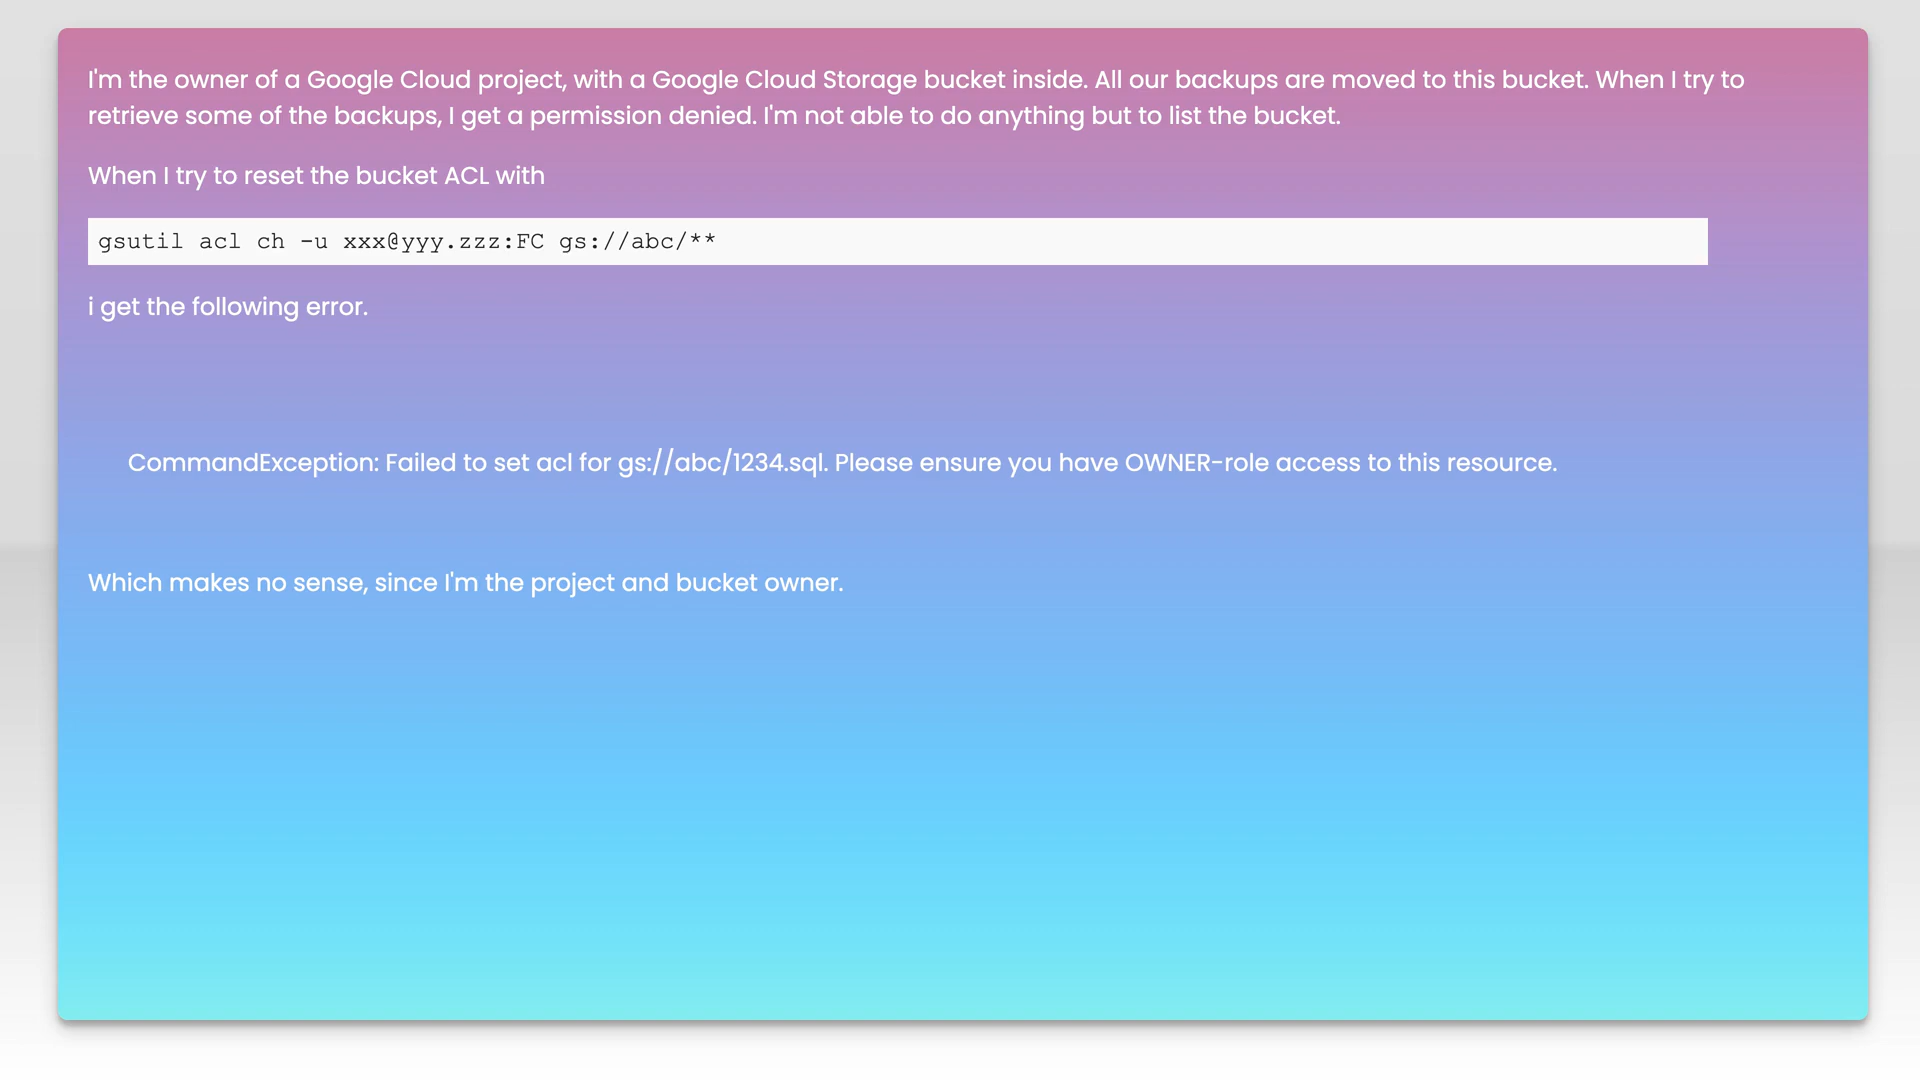 I'm the owner of a Google Cloud project, with a Google Cloud Storage bucket inside. All our backups are moved to this bucket. When I try to
retrieve some of the backups, I get a permission denied. I'm not able to do anything but to list the bucket.
When I try to reset the bucket ACL with
gsutil acl ch -u xxx@yyy.zzz:FC gs://abc/**
i get the following error.
CommandException: Failed to set acl for gs://abc/1234.sql. Please ensure you have OWNER-role access to this resource.
Which makes no sense, since I'm the project and bucket owner.